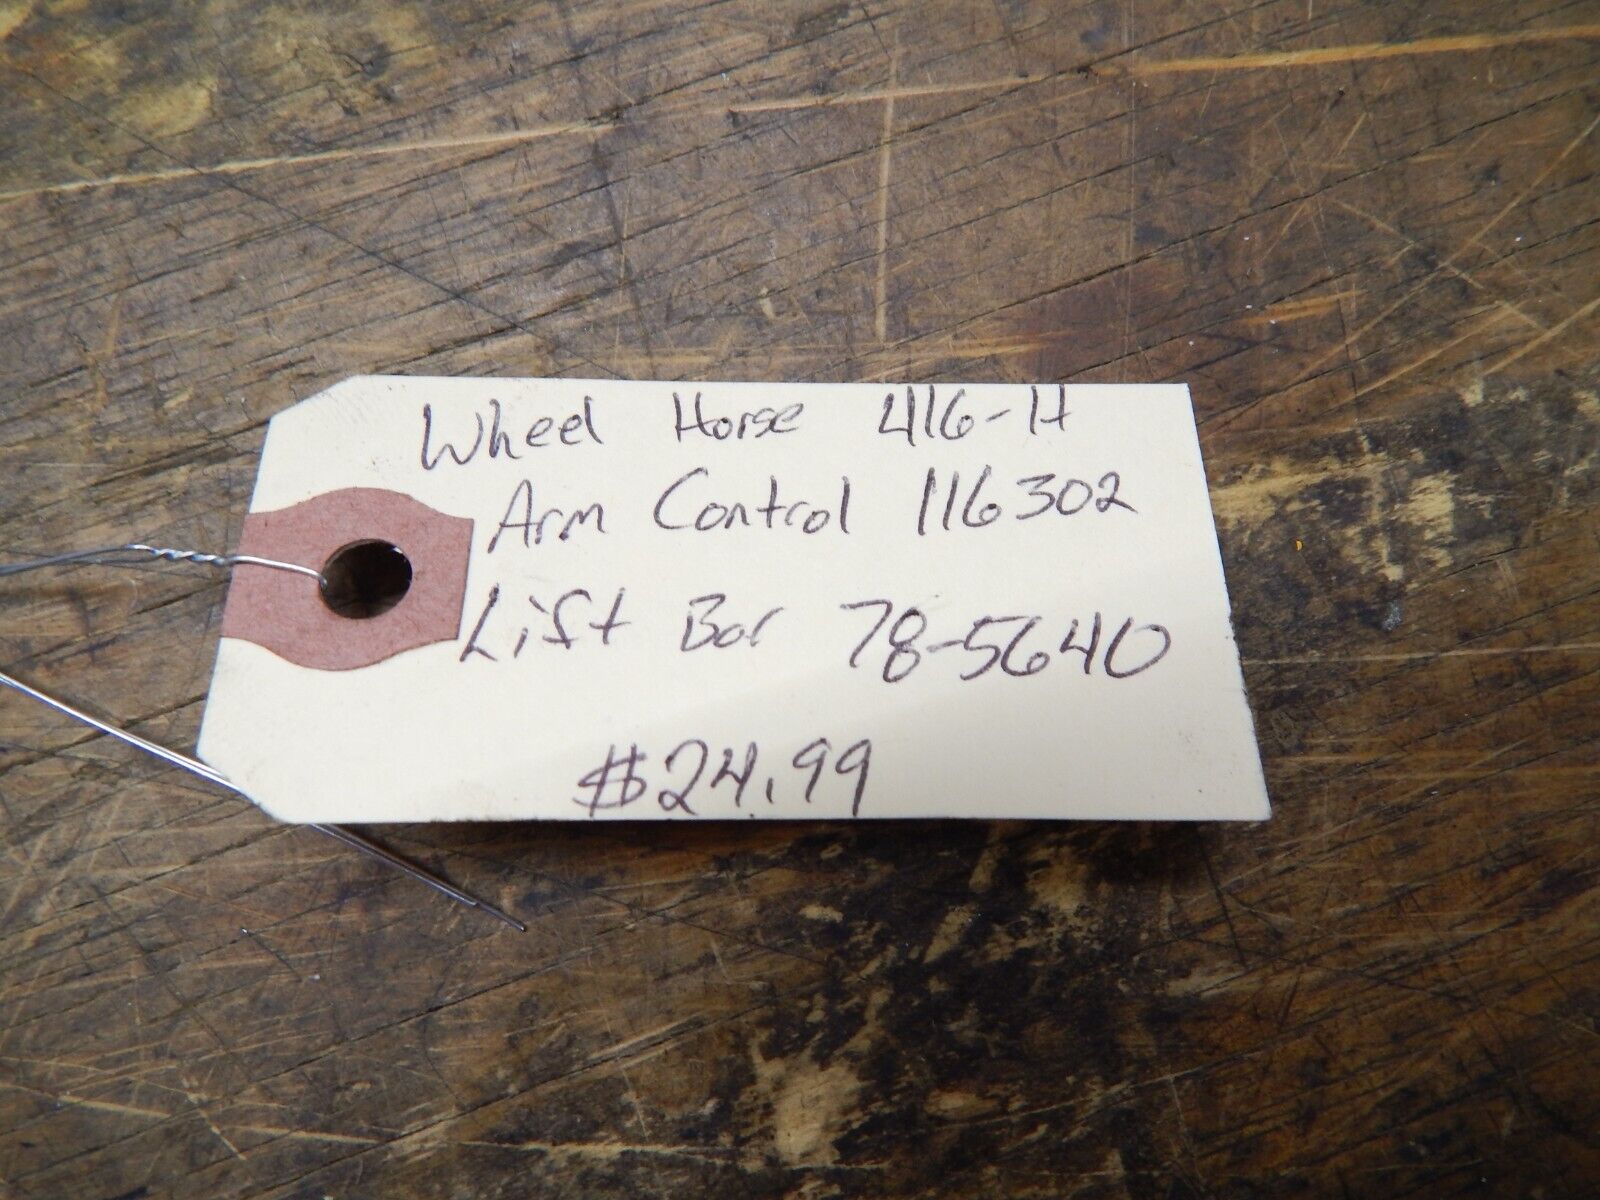 Wheel Horse 416-H
Arm Control 116302
Lift Bar 78-5640
$24.99